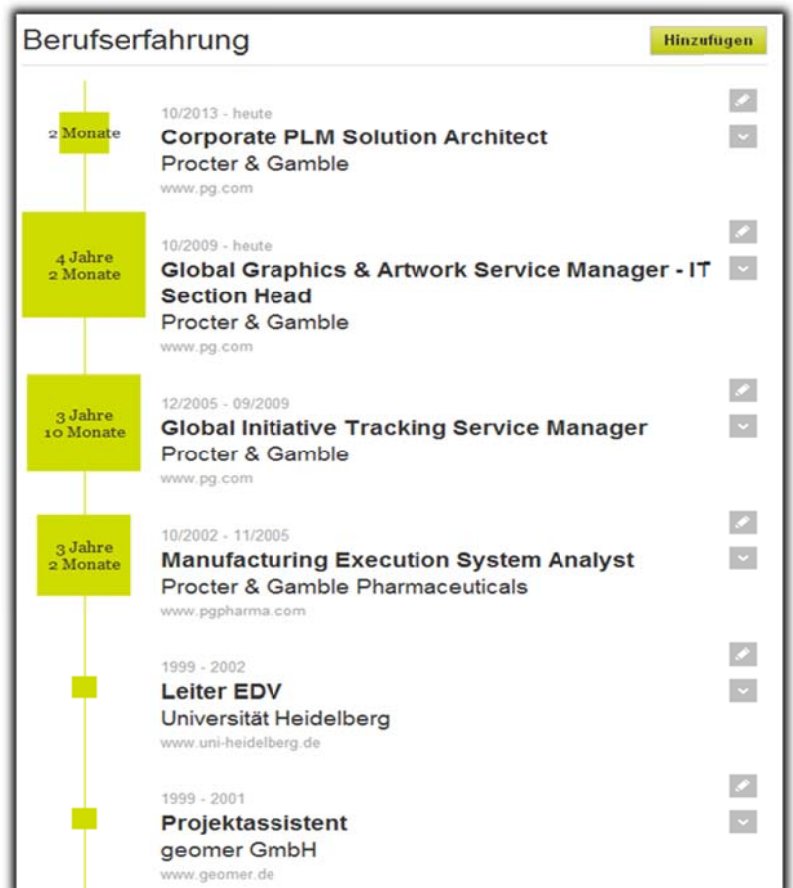 Berufserfahrung
Hinzufügen
2 Monate
10/2013 - heute
Corporate PLM Solution Architect
Procter & Gamble
www.pg.com
4 Jahre
2 Monate
10/2009 - heute
Global Graphics & Artwork Service Manager - IT
Section Head
Procter & Gamble
www.pg.com
3 Jahre
10 Monate
12/2005 - 09/2009
Global Initiative Tracking Service Manager
Procter & Gamble
www.pg.com
3 Jahre
2 Monate
10/2002 - 11/2005
Manufacturing Execution System Analyst
Procter & Gamble Pharmaceuticals
www.pgpharma.com
1999 - 2002
Leiter EDV
Universität Heidelberg
www.uni-heidelberg.de
1999 - 2001
Projektassistent
geomer GmbH
www.geomer.de